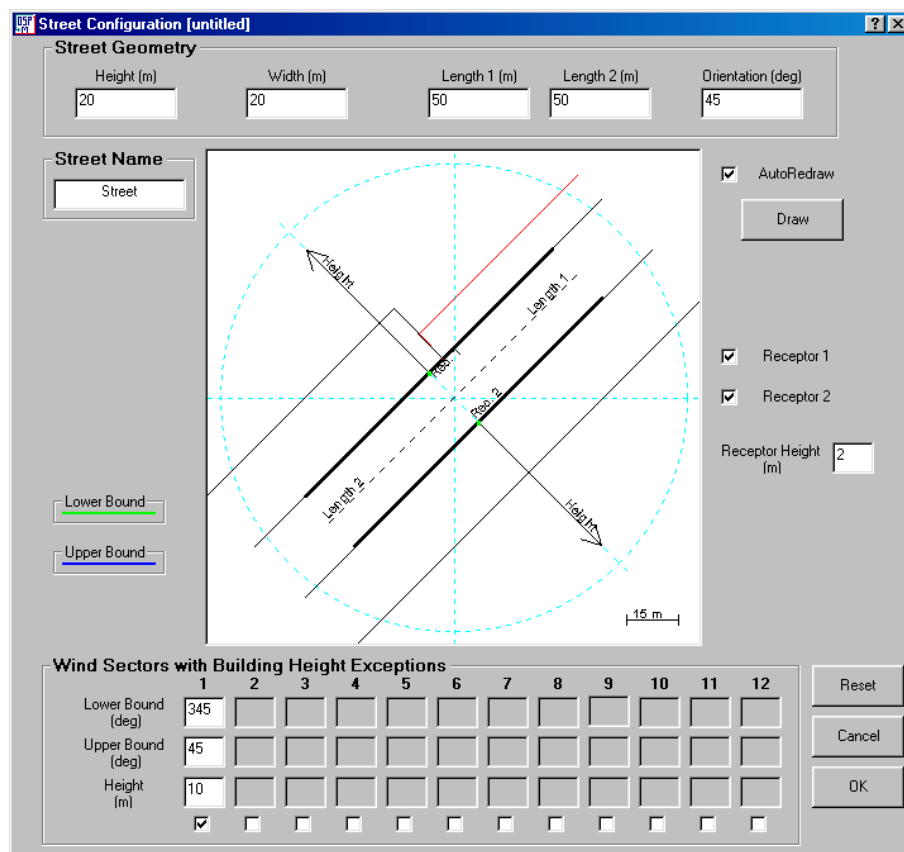 OSP
M
Street Configuration [untitled]
? X
Street Geometry
Height (m) Width (m) Length 1 (m) Length 2 (m) Orientation (deg)
20 20 50 50 45
Street Name
Street
AutoRedraw
Draw
Height
Length 1
Rec. 1
Rec. 2
Length 2
Height
Receptor 1
Receptor 2
Receptor Height
(m)
2
Lower Bound
Upper Bound
15 m
Wind Sectors with Building Height Exceptions
1 2 3 4 5 6 7 8 9 10 11 12
Lower Bound
(deg)
345
Upper Bound
(deg)
45
Height
(m)
10
Reset
Cancel
OK